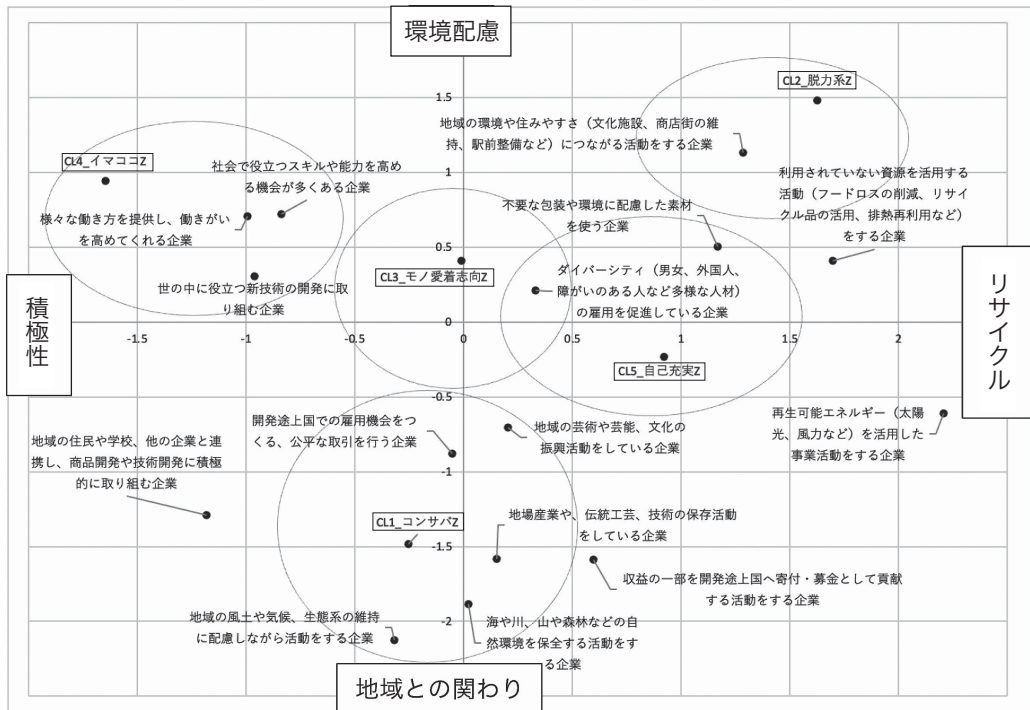 環境配慮
CL2_脱力系Z
1.5
地域の環境や住みやすさ（文化施設、商店街の維
持、駅前整備など）につながる活動をする企業
CL4_イマココZ
1
社会で役立つスキルや能力を高め
る機会が多くある企業
利用されていない資源を活用する
活動（フードロスの削減、リサイ
クル品の活用、排熱再利用など）
をする企業
様々な働き方を提供し、働きがい
を高めてくれる企業
不要な包装や環境に配慮した素材
を使う企業
0.5
CL3_モノ愛着志向Z
ダイバーシティ（男女、外国人、
障がいのある人など多様な人材）
の雇用を促進している企業
世の中に役立つ新技術の開発に取
り組む企業
積極性
リサイクル
0
-1.5
-1
-0.5
0
0.5
1
1.5
2
CL5_自己充実Z
-0.5
開発途上国での雇用機会をつ
くる、公平な取引を行う企業
地域の芸術や芸能、文化の
振興活動をしている企業
再生可能エネルギー（太陽
光、風力など）を活用した
事業活動をする企業
地域の住民や学校、他の企業と連
携し、商品開発や技術開発に積極
的に取り組む企業
-1
CL1_コンサバZ
地場産業や、伝統工芸、技術の保存活動
をしている企業
-1.5
収益の一部を開発途上国へ寄付・募金として貢献
する活動をする企業
地域の風土や気候、生態系の維持
に配慮しながら活動をする企業
-2
海や川、山や森林などの自
然環境を保全する活動をす
る企業
地域との関わり